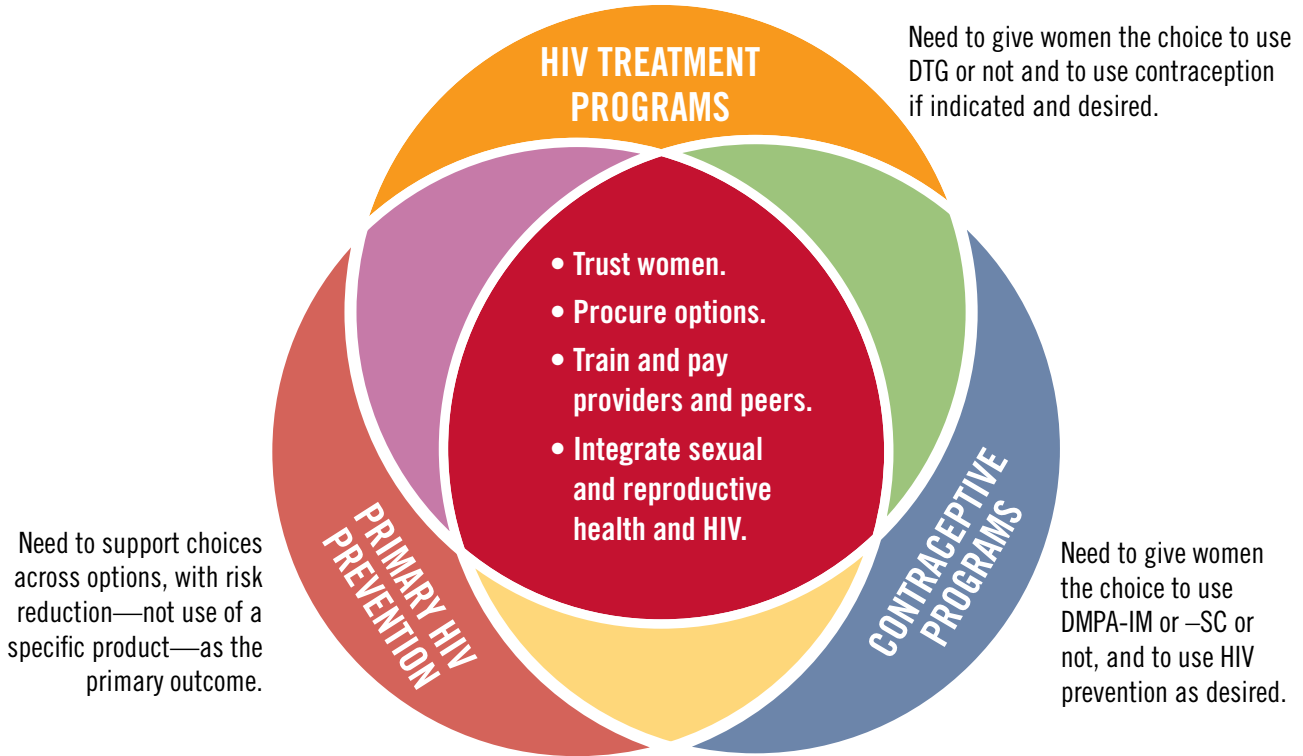 HIV TREATMENT
PROGRAMS
Need to give women the choice to use
DTG or not and to use contraception
if indicated and desired.
• Trust women.
• Procure options.
• Train and pay
providers and peers.
• Integrate sexual
and reproductive
health and HIV.
PRIMARY HIV
PREVENTION
Need to support choices
across options, with risk
reduction—not use of a
specific product—as the
primary outcome.
CONTRACEPTIVE
PROGRAMS
Need to give women
the choice to use
DMPA-IM or –SC or
not, and to use HIV
prevention as desired.